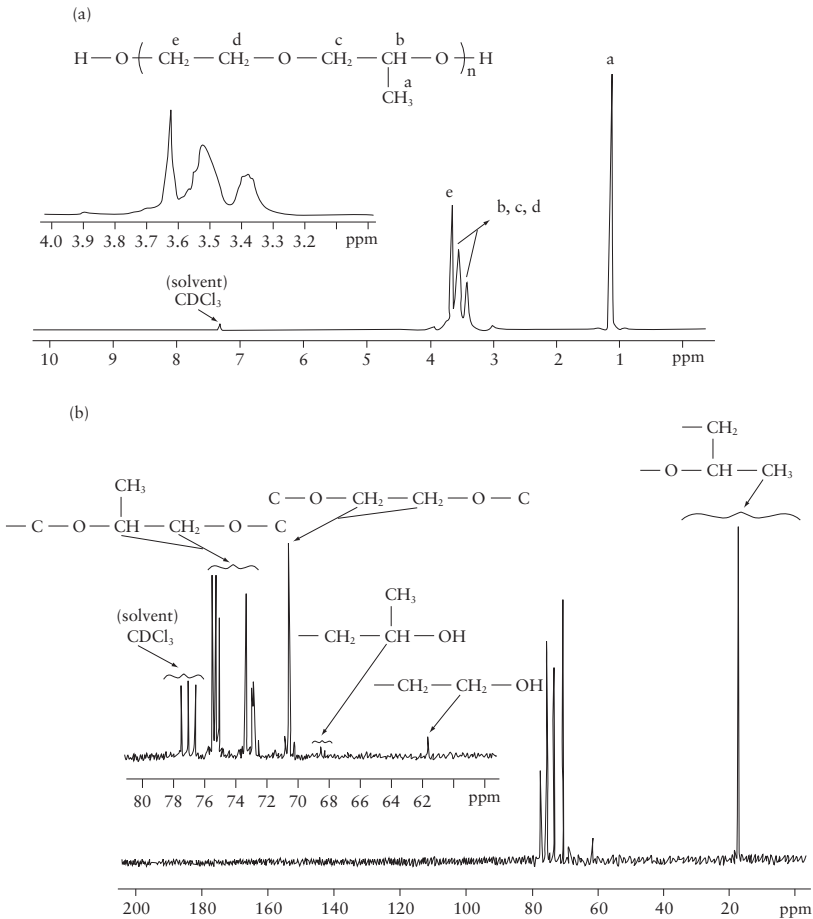 (a)
e d c b
H — O —( CH₂ — CH₂ — O — CH₂ — CH — O )n H
a
CH₃
a
4.0 3.9 3.8 3.7 3.6 3.5 3.4 3.3 3.2 ppm
e
b, c, d
(solvent)
CDCl₃
10 9 8 7 6 5 4 3 2 1 ppm
(b)
— CH₂
— O — CH — CH₃
CH₃
— C — O — CH — CH₂ — O — C
C — O — CH₂ — CH₂ — O — C
(solvent)
CDCl₃
CH₃
— CH₂ — CH — OH
— CH₂ — CH₂ — OH
80 78 76 74 72 70 68 66 64 62 ppm
200 180 160 140 120 100 80 60 40 20 ppm